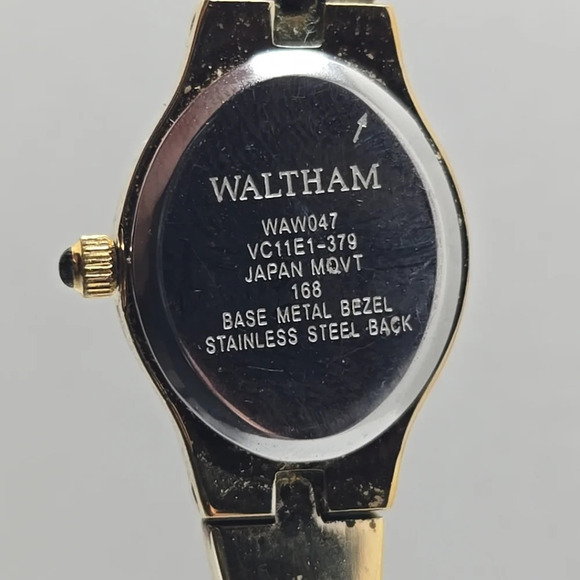 WALTHAM
WAW047
VC11E1-379
JAPAN MOVT
168
BASE METAL BEZEL
STAINLESS STEEL BACK